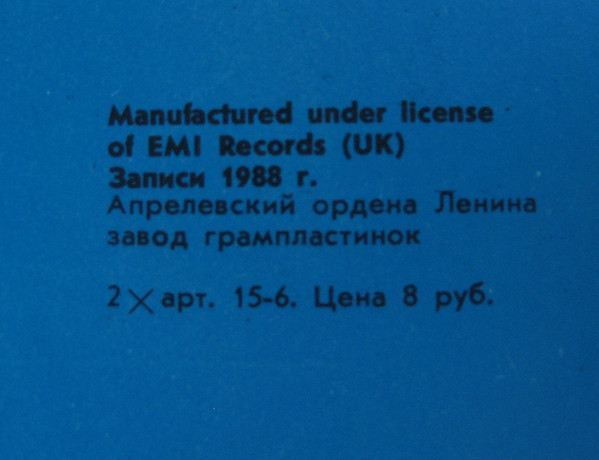 Manufactured under license
of EMI Records (UK)
Записи 1988 г.
Апрелевский ордена Ленина
завод грампластинок
2 × арт. 15-6. Цена 8 руб.